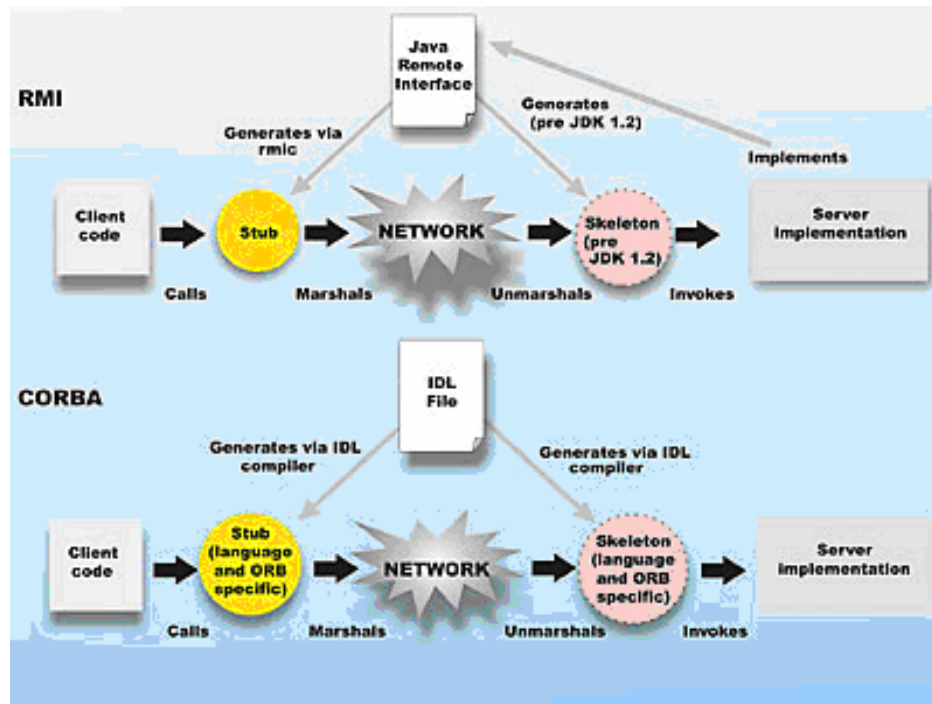 Java
Remote
Interface
RMI
Generates
(pre JDK 1.2)
Generates via
rmic
Implements
Client
code
Stub
NETWORK
Skeleton
(pre
JDK 1.2)
Server
Implementation
Calls
Marshals
Unmarshals
Invokes
IDL
File
CORBA
Generates via IDL
compiler
Generates via IDL
compiler
Client
code
Stub
(language
and ORB
specific)
NETWORK
Skeleton
(language
and ORB
specific)
Server
implementation
Calls
Marshals
Unmarshals
Invokes